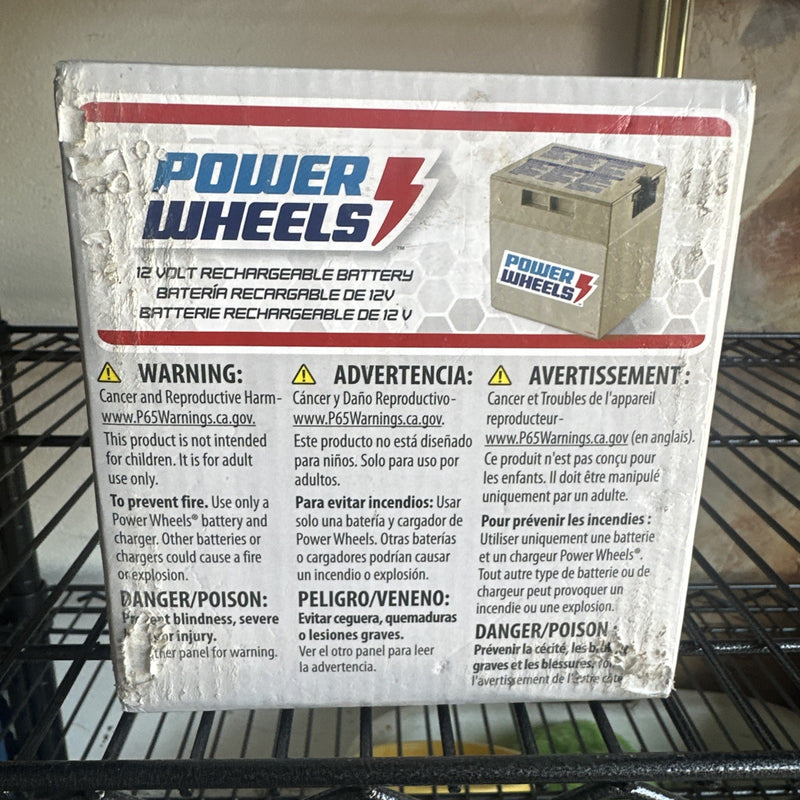 POWER
WHEELS™
12 VOLT RECHARGEABLE BATTERY
BATERÍA RECARGABLE DE 12V
BATTERIE RECHARGEABLE DE 12 V
POWER
WHEELS
WARNING:
Cancer and Reproductive Harm-
www.P65Warnings.ca.gov.
This product is not intended
for children. It is for adult
use only.
To prevent fire. Use only a
Power Wheels® battery and
charger. Other batteries or
chargers could cause a fire
or explosion.
DANGER/POISON:
blindness, severe
or injury.
panel for warning.
ADVERTENCIA:
Cáncer y Daño Reproductivo-
www.P65Warnings.ca.gov.
Este producto no está diseñado
para niños. Solo para uso por
adultos.
Para evitar incendios: Usar
solo una batería y cargador de
Power Wheels. Otras baterías
o cargadores podrían causar
un incendio o explosión.
PELIGRO/VENENO:
Evitar ceguera, quemaduras
o lesiones graves.
Ver el otro panel para leer
la advertencia.
AVERTISSEMENT :
Cancer et Troubles de l'appareil
reproducteur-
www.P65Warnings.ca.gov (en anglais).
Ce produit n'est pas conçu pour
les enfants. Il doit être manipulé
uniquement par un adulte.
Pour prévenir les incendies :
Utiliser uniquement une batterie
et un chargeur Power Wheels®.
Tout autre type de batterie ou de
chargeur peut provoquer un
incendie ou une explosion.
DANGER/POISON :
Prévenir la cécité, les
graves et les blessures.
l'avertissement de l'autre côté